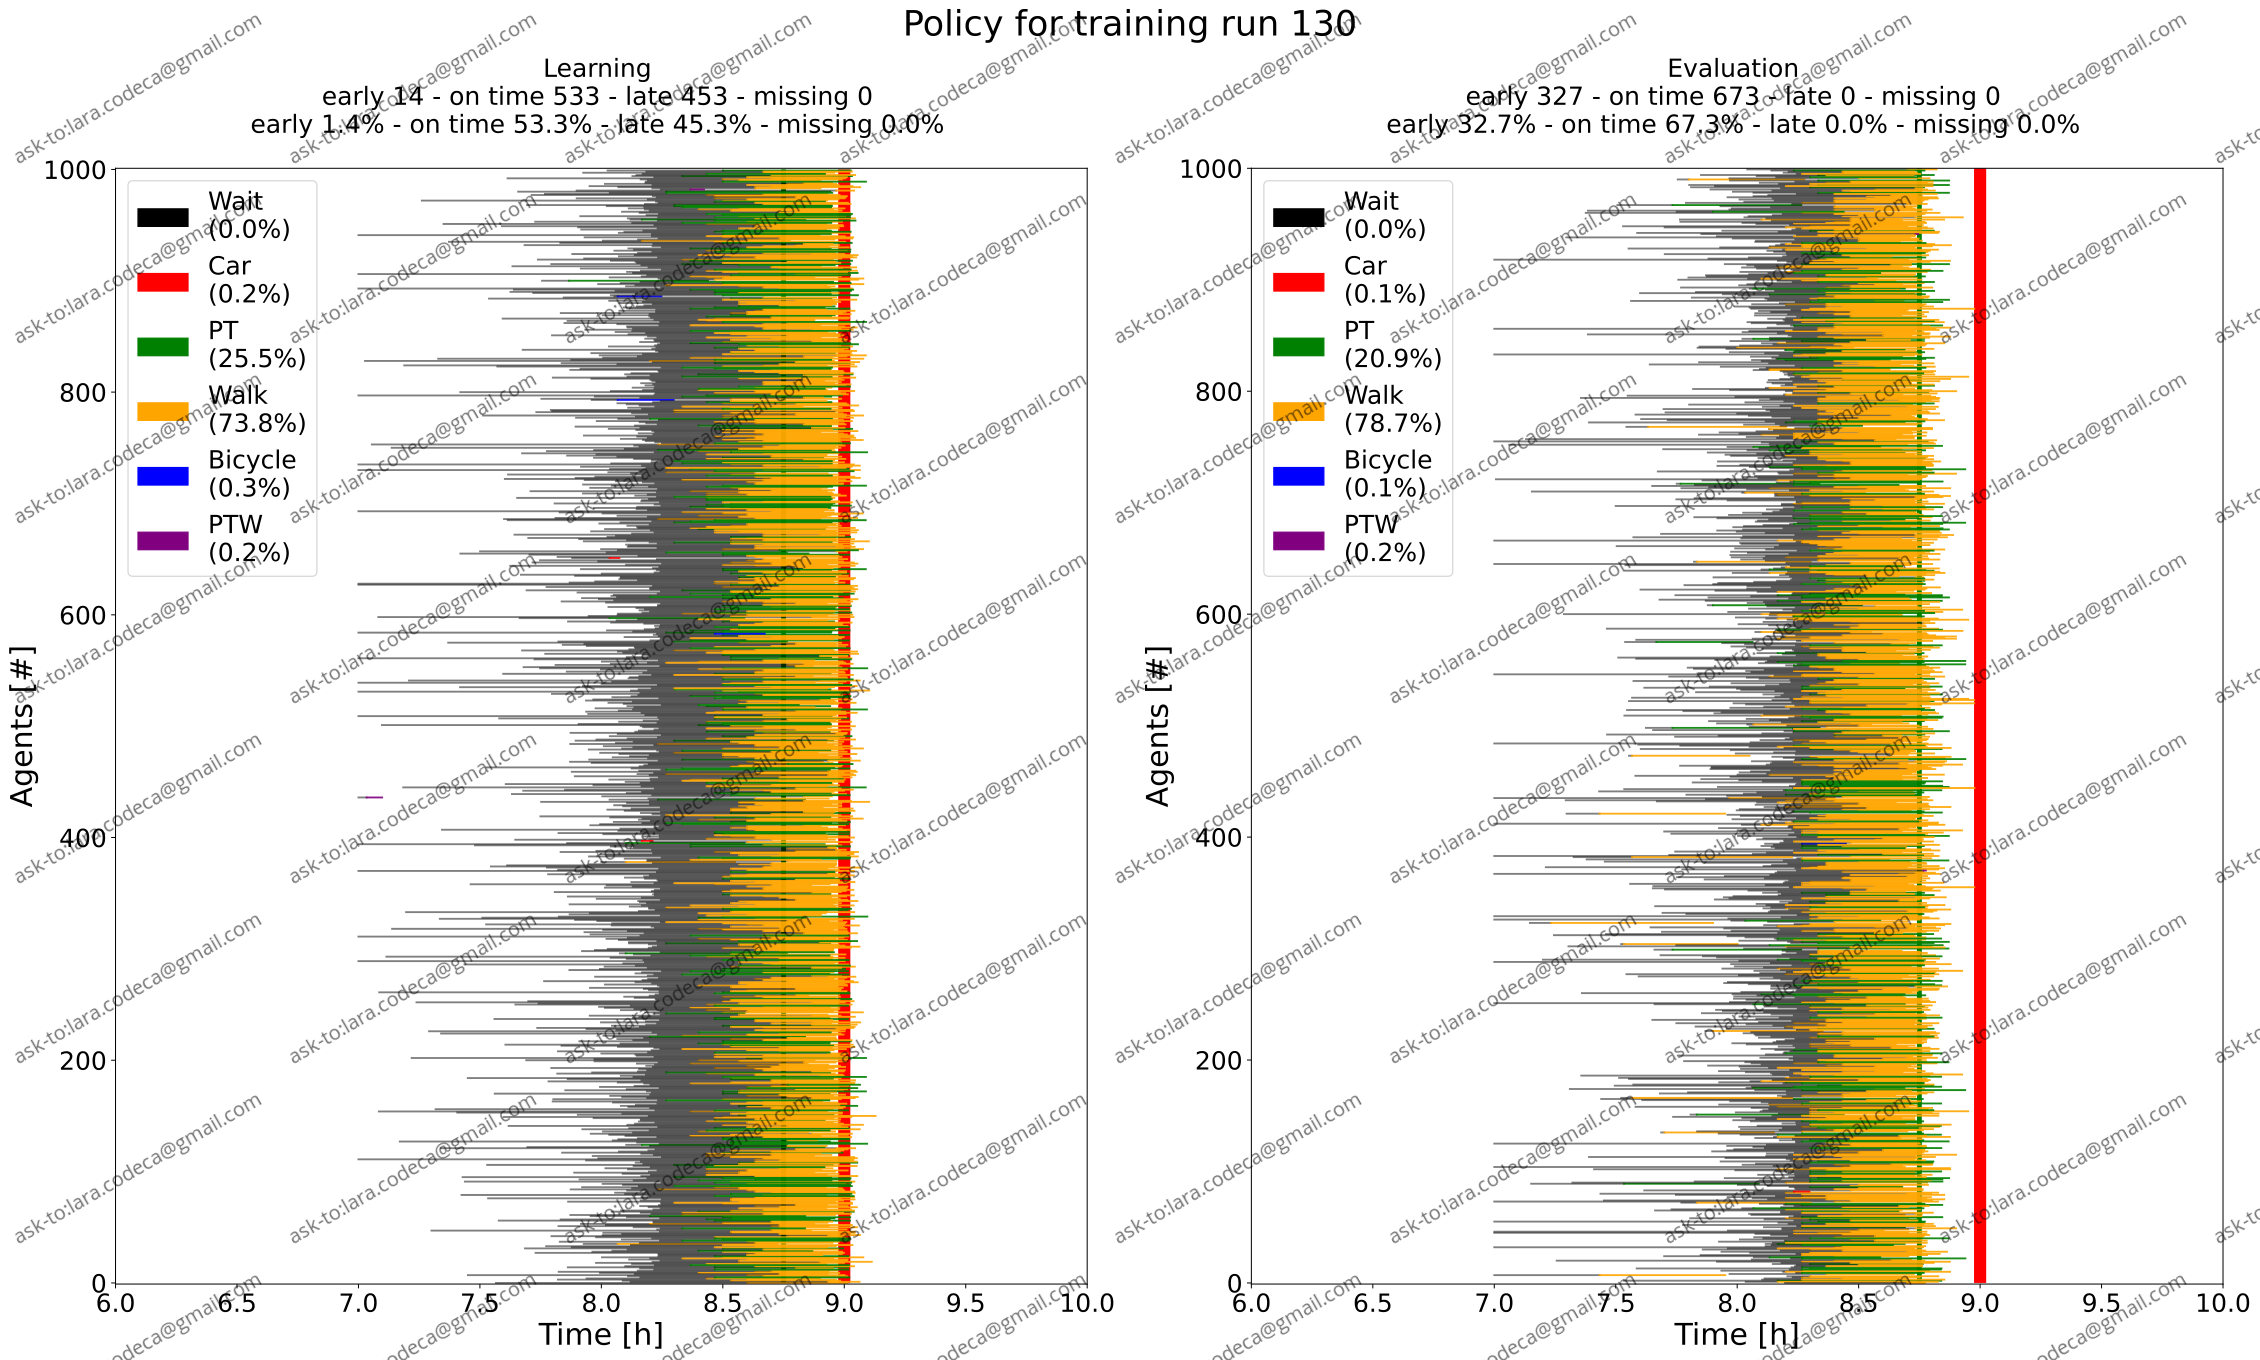 Policy for training run 130
Learning
early 14 - on time 533 - late 453 - missing 0
early 1.4% - on time 53.3% - late 45.3% - missing 0.0%
1000
800
600
400
200
0
Agents [#]
Wait
(0.0%)
Car
(0.2%)
PT
(25.5%)
Walk
(73.8%)
Bicycle
(0.3%)
PTW
(0.2%)
6.0 6.5 7.0 7.5 8.0 8.5 9.0 9.5 10.0
Time [h]
Evaluation
early 327 - on time 673 - late 0 - missing 0
early 32.7% - on time 67.3% - late 0.0% - missing 0.0%
1000
800
600
400
200
0
Agents [#]
Wait
(0.0%)
Car
(0.1%)
PT
(20.9%)
Walk
(78.7%)
Bicycle
(0.1%)
PTW
(0.2%)
6.0 6.5 7.0 7.5 8.0 8.5 9.0 9.5 10.0
Time [h]
ask-to:lara.codeca@gmail.com